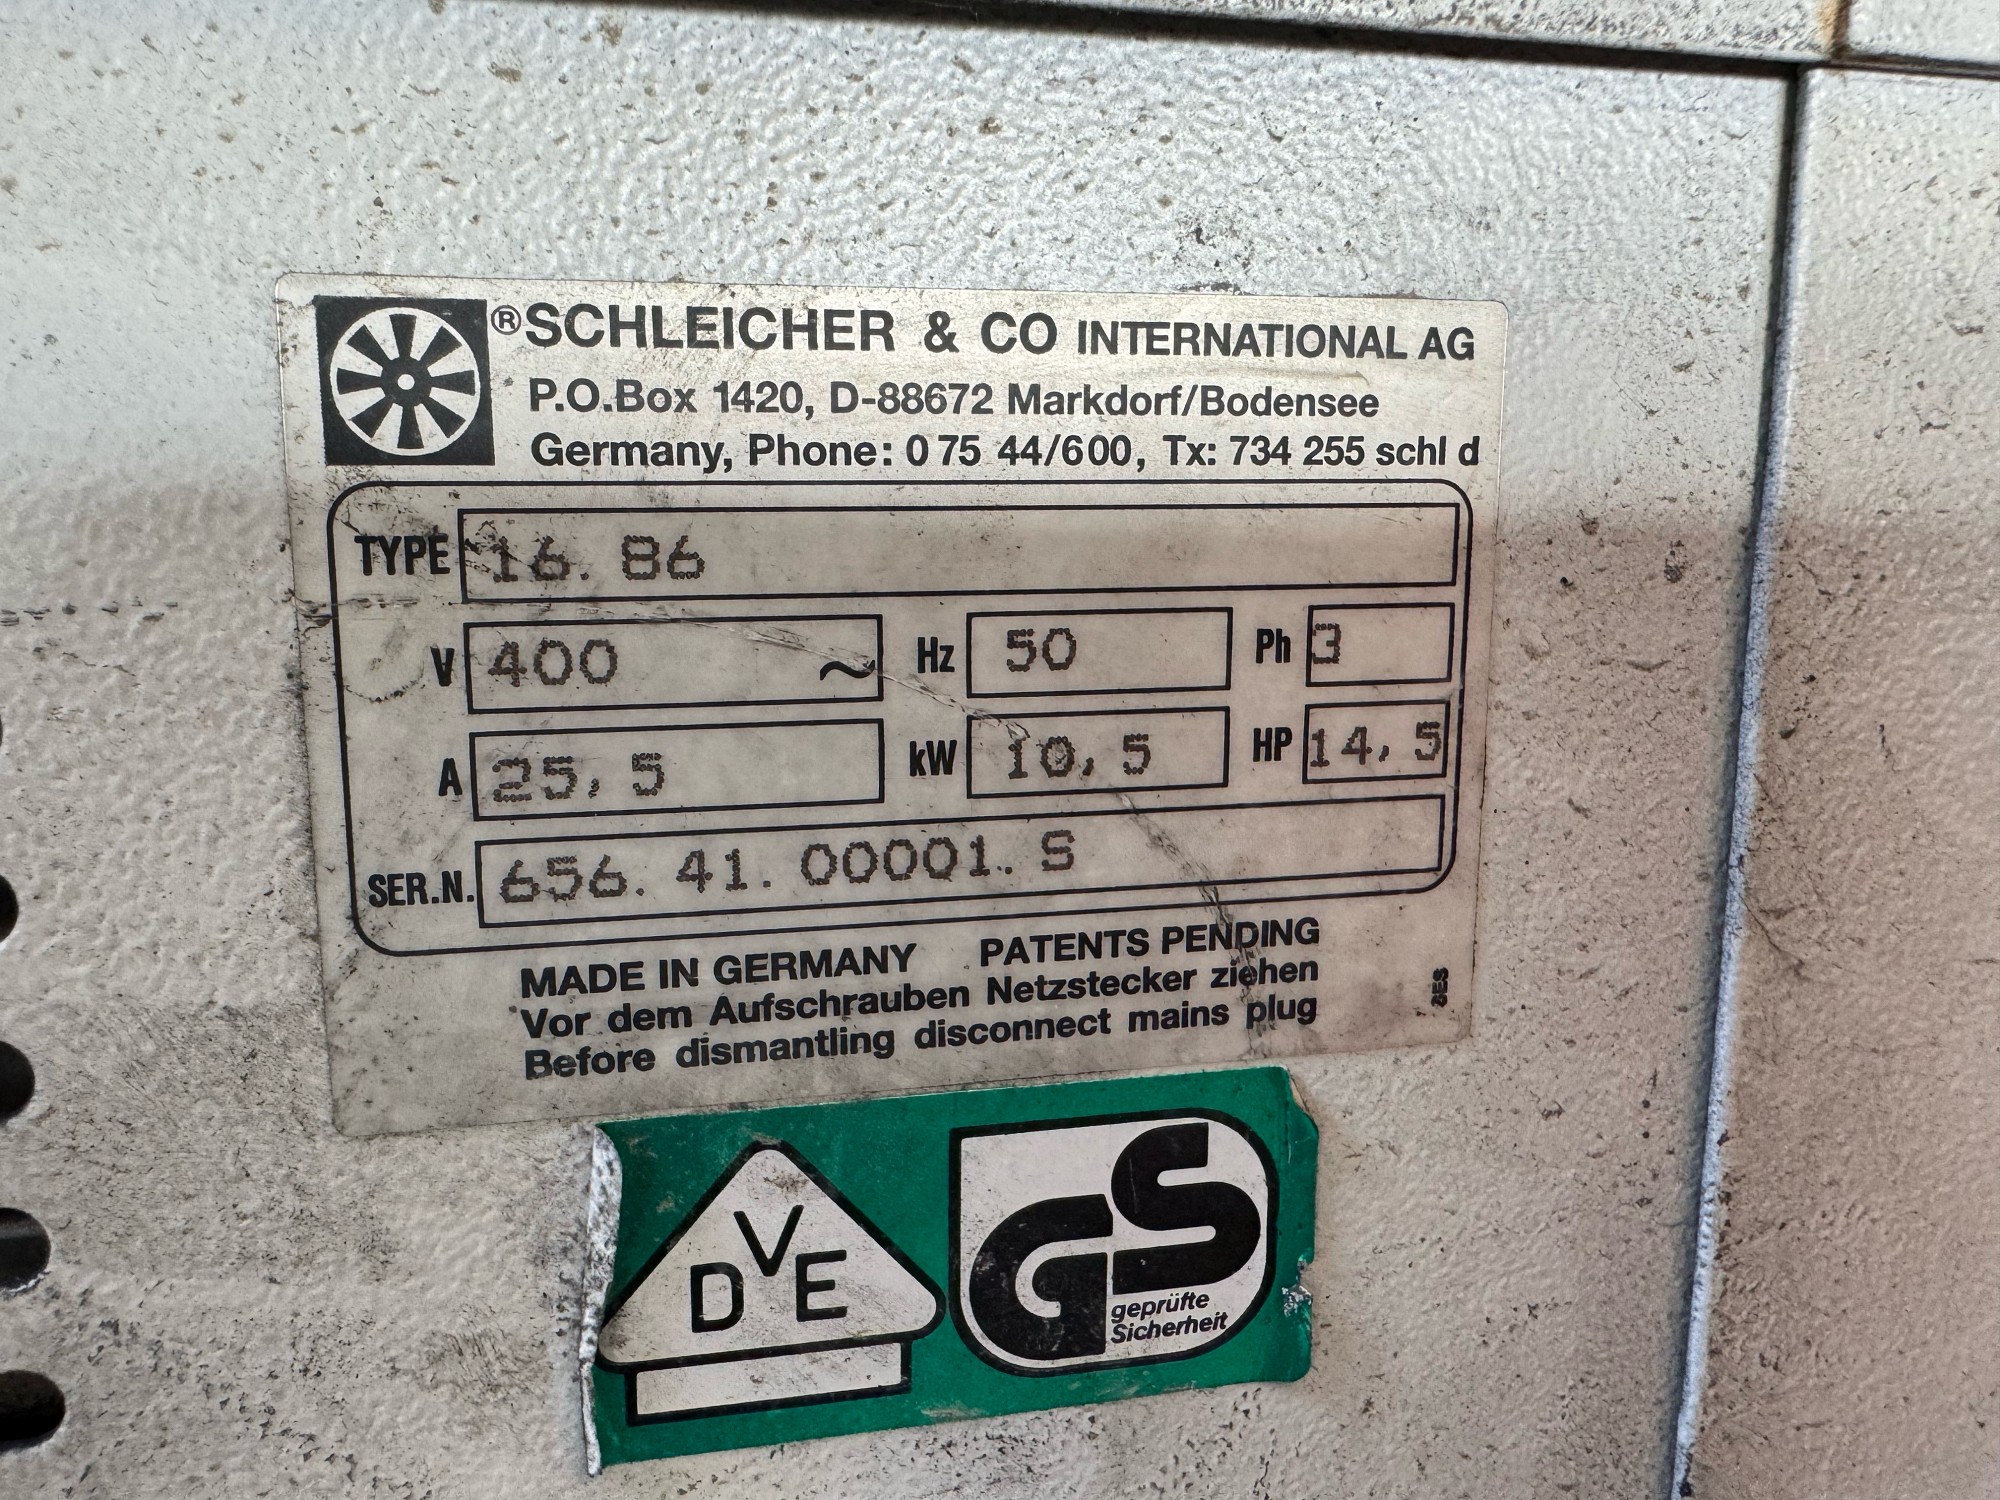 ®SCHLEICHER & CO INTERNATIONAL AG
P.O.Box 1420, D-88672 Markdorf/Bodensee
Germany, Phone: 0 75 44/600, Tx: 734 255 schl d
TYPE 16. 86
V 400 ~ Hz 50 Ph 3
A 25, 5 kW 10, 5 HP 14, 5
SER.N. 656. 41. 00001. S
MADE IN GERMANY PATENTS PENDING
Vor dem Aufschrauben Netzstecker ziehen
Before dismantling disconnect mains plug
DVE
GS
geprüfte
Sicherheit